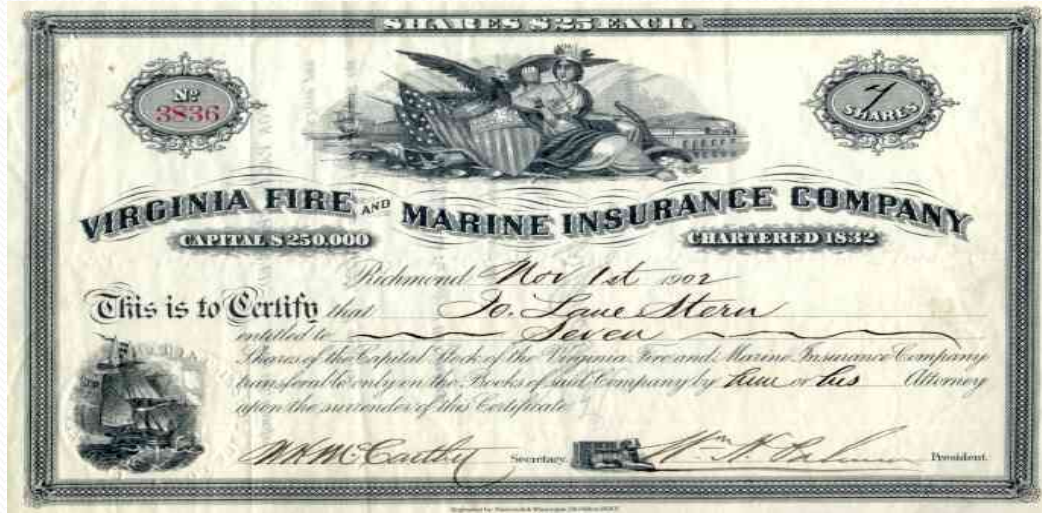 SHARES $25 EACH.
No 3836
7 SHARES
VIRGINIA FIRE AND MARINE INSURANCE COMPANY
CAPITAL $250,000
CHARTERED 1832
Richmond Nov 1st 1902
This is to Certify that Jo. Lane Stern
entitled to Seven
Shares of the Capital Stock of the Virginia Fire and Marine Insurance Company
transferable only on the Books of said Company by him or his Attorney
upon the surrender of this Certificate
W. H. McCarthy Secretary. Wm. H. Palmer President.